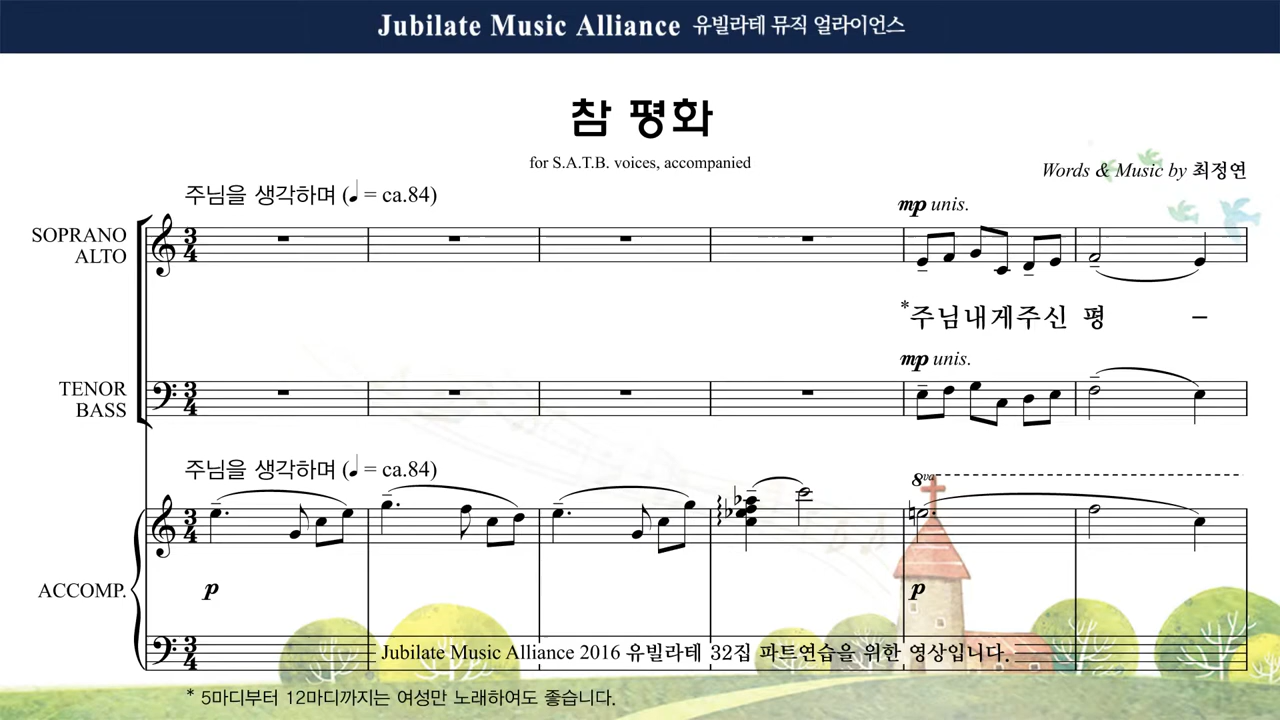 Jubilate Music Alliance 유빌라테 뮤직 얼라이언스
참 평화
for S.A.T.B. voices, accompanied
Words & Music by 최정연
주님을 생각하며 (♩ = ca.84)
mp unis.
SOPRANO
ALTO
*주님내게주신 평 –
mp unis.
TENOR
BASS
주님을 생각하며 (♩ = ca.84)
8va
ACCOMP.
p p
Jubilate Music Alliance 2016 유빌라테 32집 파트연습을 위한 영상입니다.
* 5마디부터 12마디까지는 여성만 노래하여도 좋습니다.